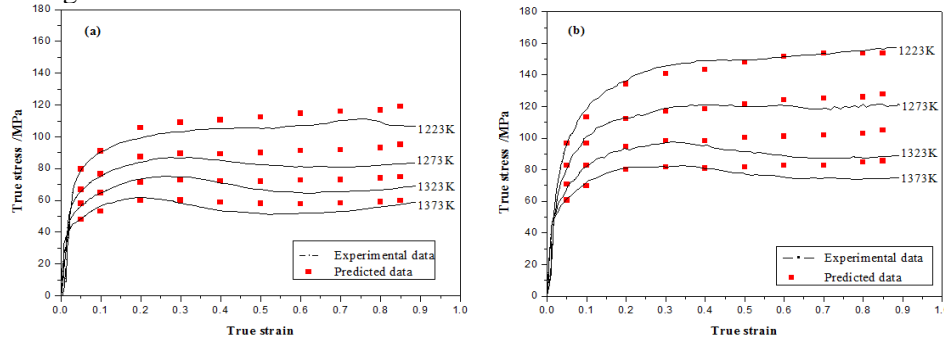 (a)
True stress /MPa
180
160
140
120
100
80
60
40
20
0
1223K
1273K
1323K
1373K
Experimental data
Predicted data
0.0 0.1 0.2 0.3 0.4 0.5 0.6 0.7 0.8 0.9 1.0
True strain
(b)
True stress /MPa
180
160
140
120
100
80
60
40
20
0
1223K
1273K
1323K
1373K
Experimental data
Predicted data
0.0 0.1 0.2 0.3 0.4 0.5 0.6 0.7 0.8 0.9
True strain